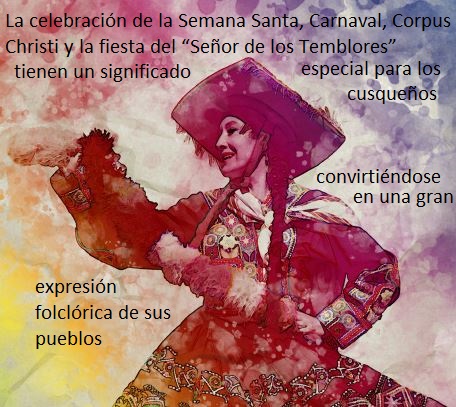 La celebración de la Semana Santa, Carnaval, Corpus
Christi y la fiesta del “Señor de los Temblores”
tienen un significado
especial para los
cusqueños
convirtiéndose
en una gran
expresión
folclórica de sus
pueblos